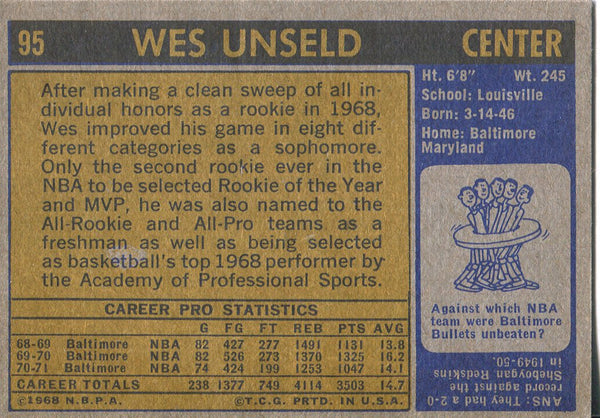 95 WES UNSELD CENTER
After making a clean sweep of all in-
dividual honors as a rookie in 1968,
Wes improved his game in eight dif-
ferent categories as a sophomore.
Only the second rookie ever in the
NBA to be selected Rookie of the Year
and MVP, he was also named to the
All-Rookie and All-Pro teams as a
freshman as well as being selected
as basketball's top 1968 performer by
the Academy of Professional Sports.
Ht. 6'8" Wt. 245
School: Louisville
Born: 3-14-46
Home: Baltimore
Maryland
Against which NBA
team were Baltimore
Bullets unbeaten?
ANS: They had a 2-0
record against the
Sheboygan Redskins
in 1949-50.
CAREER PRO STATISTICS
G FG FT REB PTS AVG
68-69 Baltimore NBA 82 427 277 1491 1131 13.8
69-70 Baltimore NBA 82 526 273 1370 1325 16.2
70-71 Baltimore NBA 74 424 199 1253 1047 14.1
CAREER TOTALS 238 1377 749 4114 3503 14.7
©1968 N.B.P.A. ©T.C.G. PRTD. IN U.S.A.